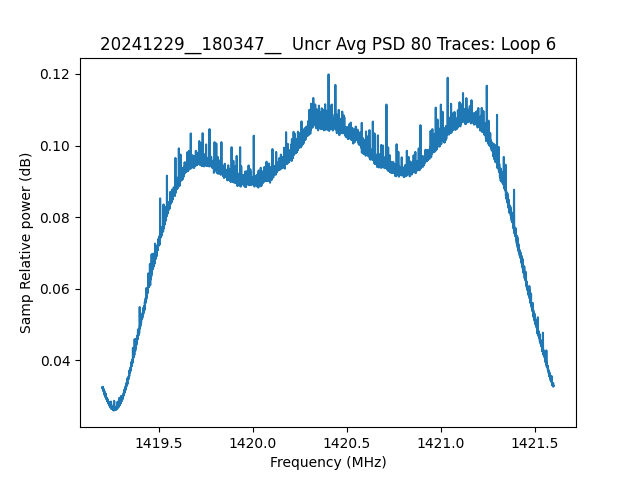 20241229__180347__  Uncr Avg PSD 80 Traces: Loop 6
Samp Relative power (dB)
0.12
0.10
0.08
0.06
0.04
1419.5 1420.0 1420.5 1421.0 1421.5
Frequency (MHz)